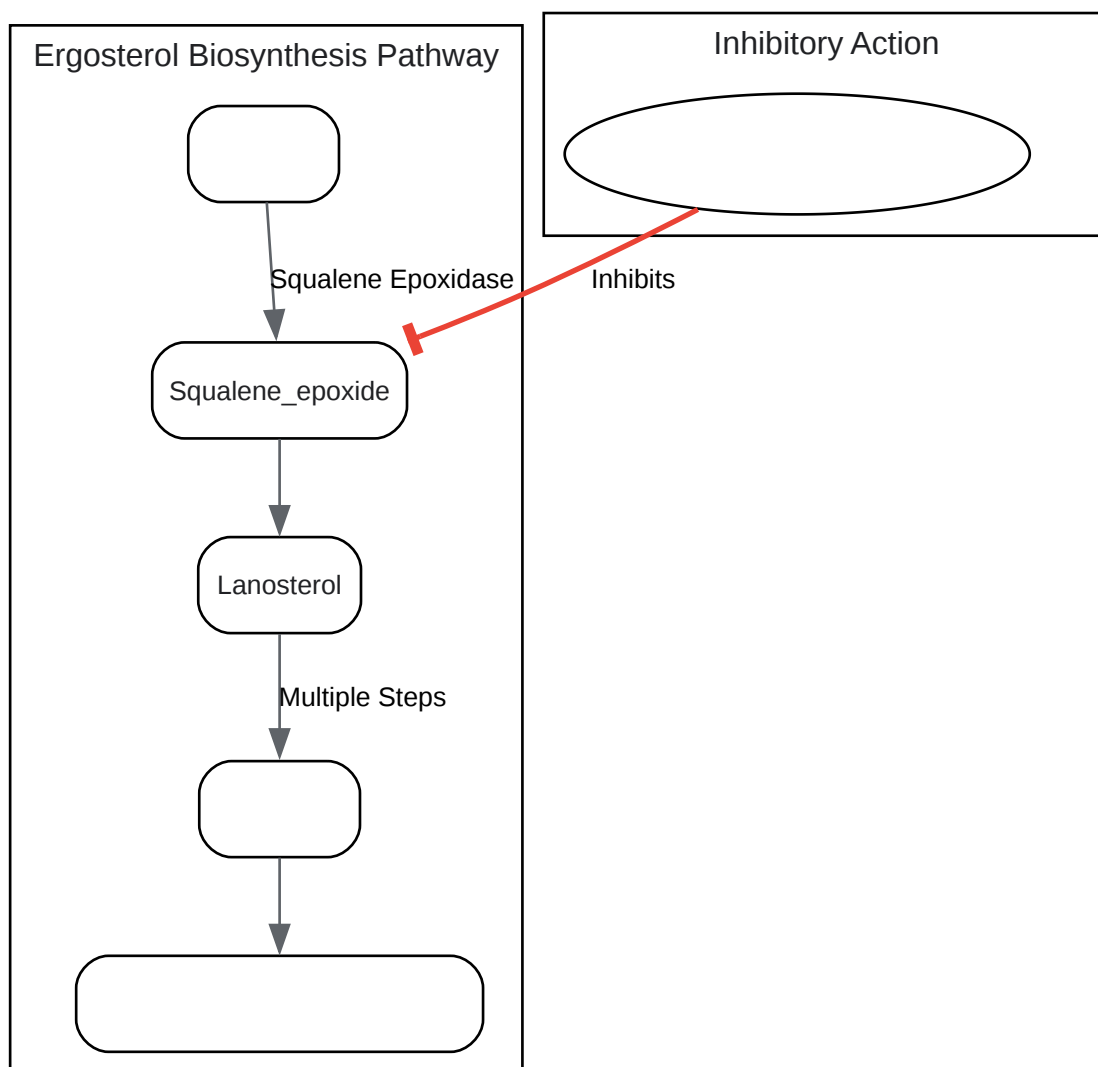 Ergosterol Biosynthesis Pathway
Inhibitory Action
Squalene Epoxidase
Inhibits
Squalene_epoxide
Lanosterol
Multiple Steps